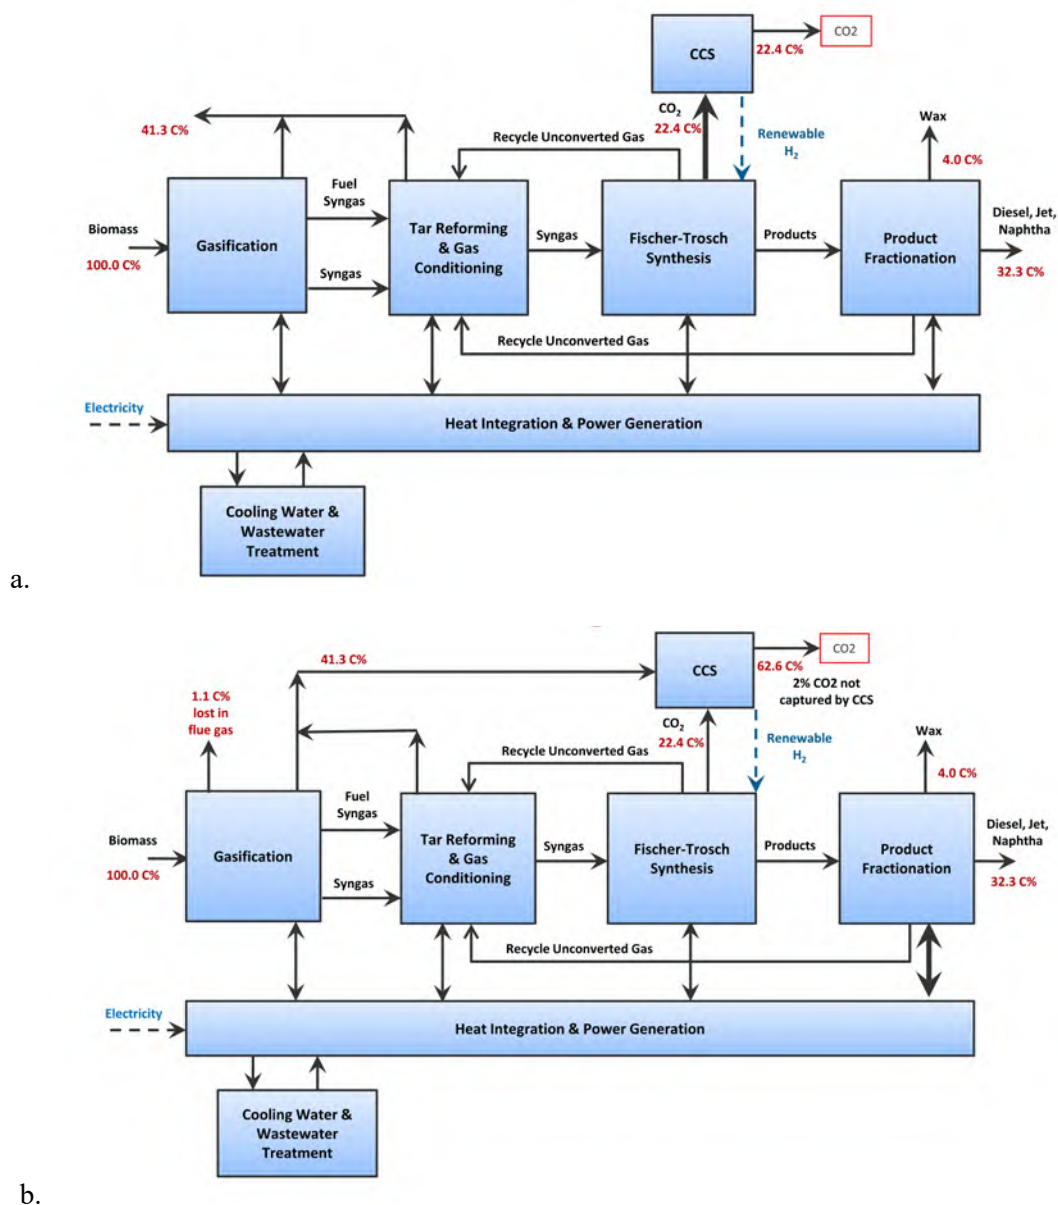 CCS
22.4 C%
CO2
CO₂
22.4 C%
Renewable
H₂
41.3 C%
Recycle Unconverted Gas
Wax
4.0 C%
Biomass
100.0 C%
Gasification
Fuel
Syngas
Syngas
Tar Reforming
& Gas
Conditioning
Syngas
Fischer-Trosch
Synthesis
Products
Product
Fractionation
Diesel, Jet,
Naphtha
32.3 C%
Recycle Unconverted Gas
Electricity
Heat Integration & Power Generation
Cooling Water &
Wastewater
Treatment
a.
41.3 C%
CCS
62.6 C%
CO2
2% CO2 not
captured by CCS
1.1 C%
lost in
flue gas
CO₂
22.4 C%
Renewable
H₂
Recycle Unconverted Gas
Wax
4.0 C%
Biomass
100.0 C%
Gasification
Fuel
Syngas
Syngas
Tar Reforming
& Gas
Conditioning
Syngas
Fischer-Trosch
Synthesis
Products
Product
Fractionation
Diesel, Jet,
Naphtha
32.3 C%
Recycle Unconverted Gas
Electricity
Heat Integration & Power Generation
Cooling Water &
Wastewater
Treatment
b.